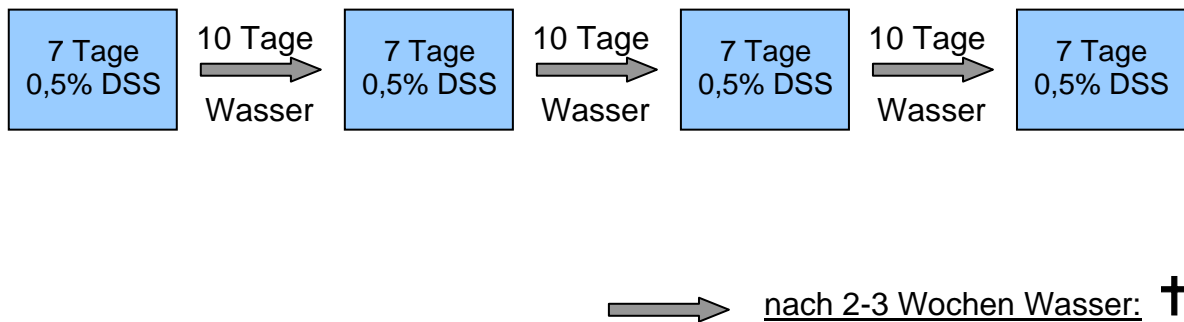 7 Tage
0,5% DSS
10 Tage
Wasser
7 Tage
0,5% DSS
10 Tage
Wasser
7 Tage
0,5% DSS
10 Tage
Wasser
7 Tage
0,5% DSS
nach 2-3 Wochen Wasser: †